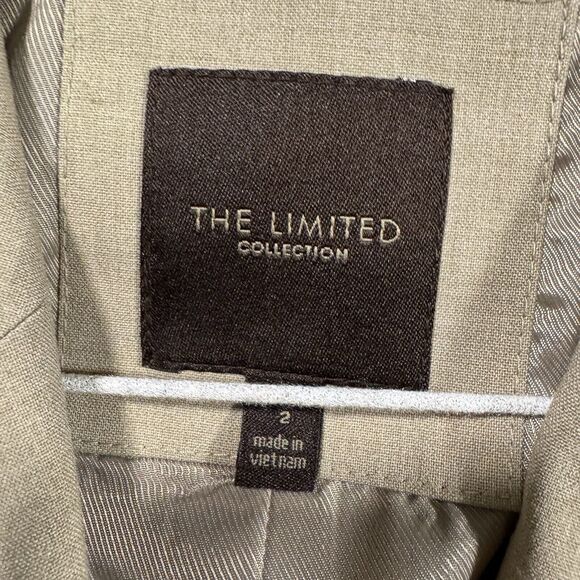 THE LIMITED
COLLECTION
2
made in
vietnam